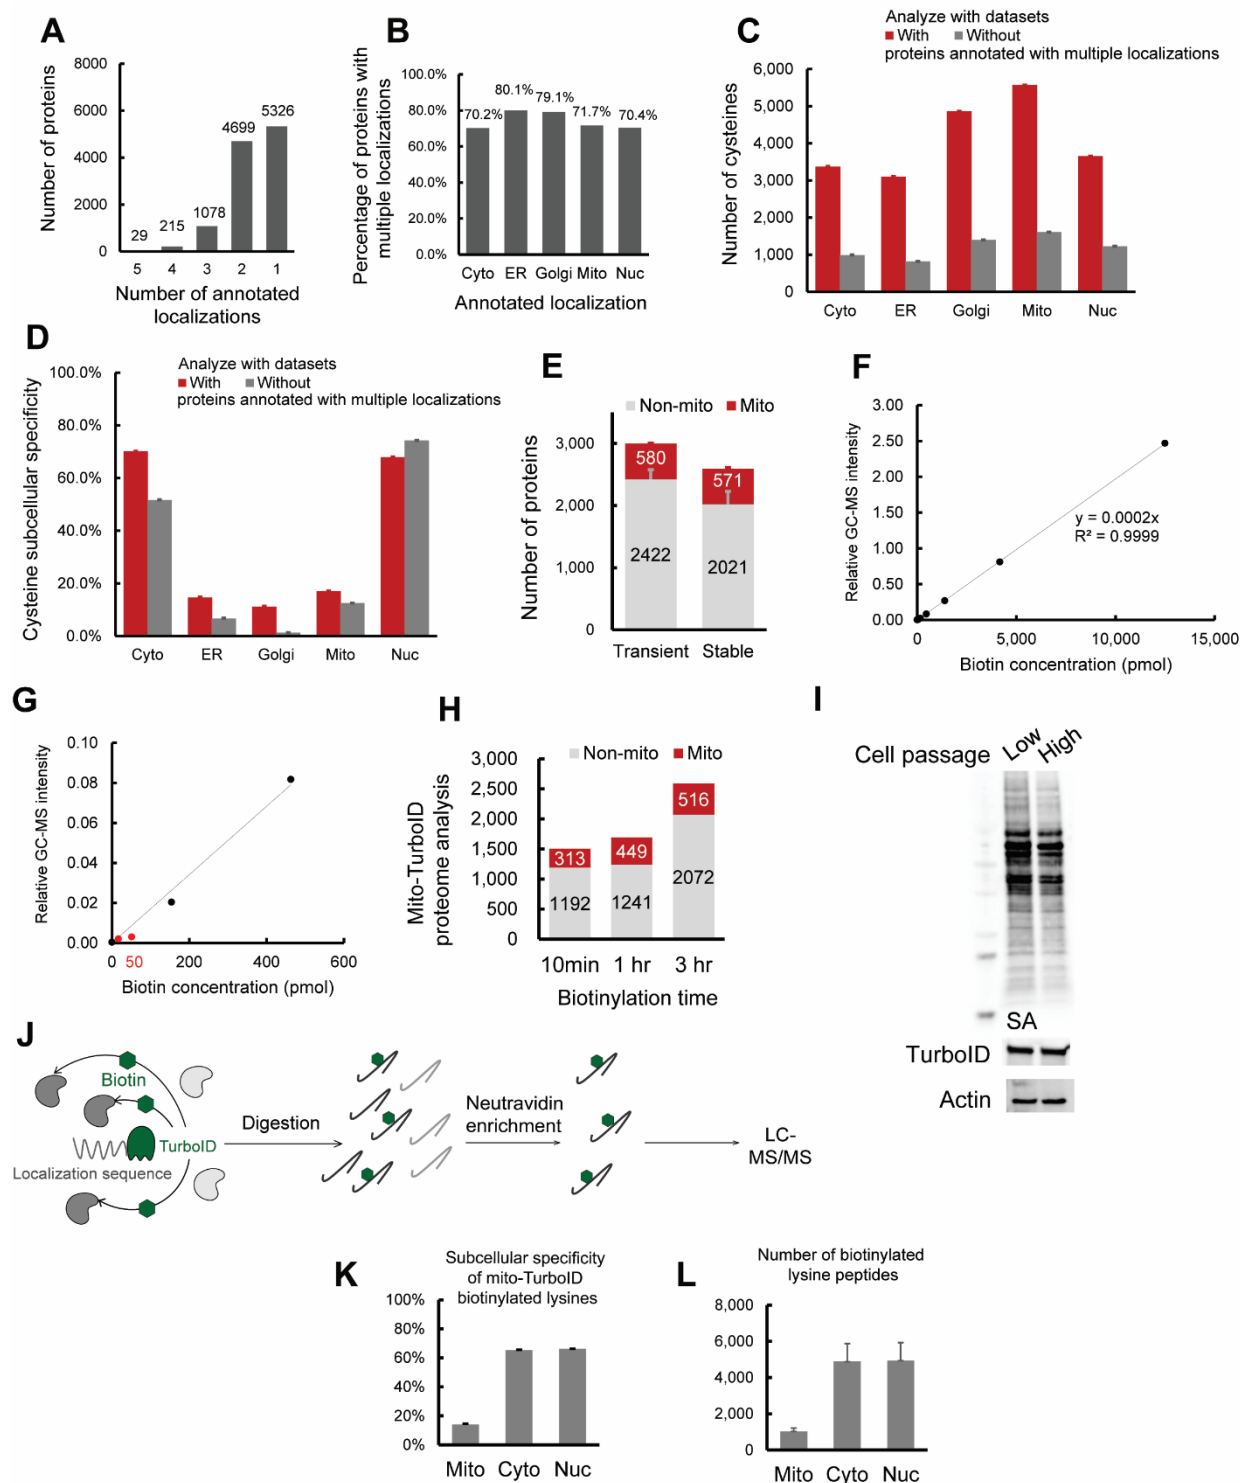 A
Number of proteins
8000
6000
4000
2000
0
29
215
1078
4699
5326
5
4
3
2
1
Number of annotated
localizations
B
Percentage of proteins with
multiple localizations
100.0%
80.0%
60.0%
40.0%
20.0%
0.0%
70.2%
80.1%
79.1%
71.7%
70.4%
Cyto
ER
Golgi
Mito
Nuc
Annotated localization
C
Analyze with datasets
With
Without
proteins annotated with multiple localizations
Number of cysteines
6,000
5,000
4,000
3,000
2,000
1,000
0
Cyto
ER
Golgi
Mito
Nuc
D
Analyze with datasets
With
Without
proteins annotated with multiple localizations
Cysteine subcellular specificity
100.0%
80.0%
60.0%
40.0%
20.0%
0.0%
Cyto
ER
Golgi
Mito
Nuc
E
Non-mito
Mito
Number of proteins
3,000
2,000
1,000
0
580
2422
571
2021
Transient
Stable
F
Relative GC-MS intensity
3.00
2.50
2.00
1.50
1.00
0.50
0.00
y = 0.0002x
R² = 0.9999
0
5,000
10,000
15,000
Biotin concentration (pmol)
G
Relative GC-MS intensity
0.10
0.08
0.06
0.04
0.02
0.00
0
50
200
400
600
Biotin concentration (pmol)
H
Non-mito
Mito
Mito-TurboID
proteome analysis
3,000
2,500
2,000
1,500
1,000
500
0
313
1192
449
1241
516
2072
10min
1 hr
3 hr
Biotinylation time
I
Cell passage
Low
High
SA
TurboID
Actin
J
Biotin
TurboID
Localization sequence
Digestion
Neutravidin
enrichment
LC-
MS/MS
K
Subcellular specificity
of mito-TurboID
biotinylated lysines
100%
80%
60%
40%
20%
0%
Mito
Cyto
Nuc
L
Number of biotinylated
lysine peptides
8,000
6,000
4,000
2,000
0
Mito
Cyto
Nuc